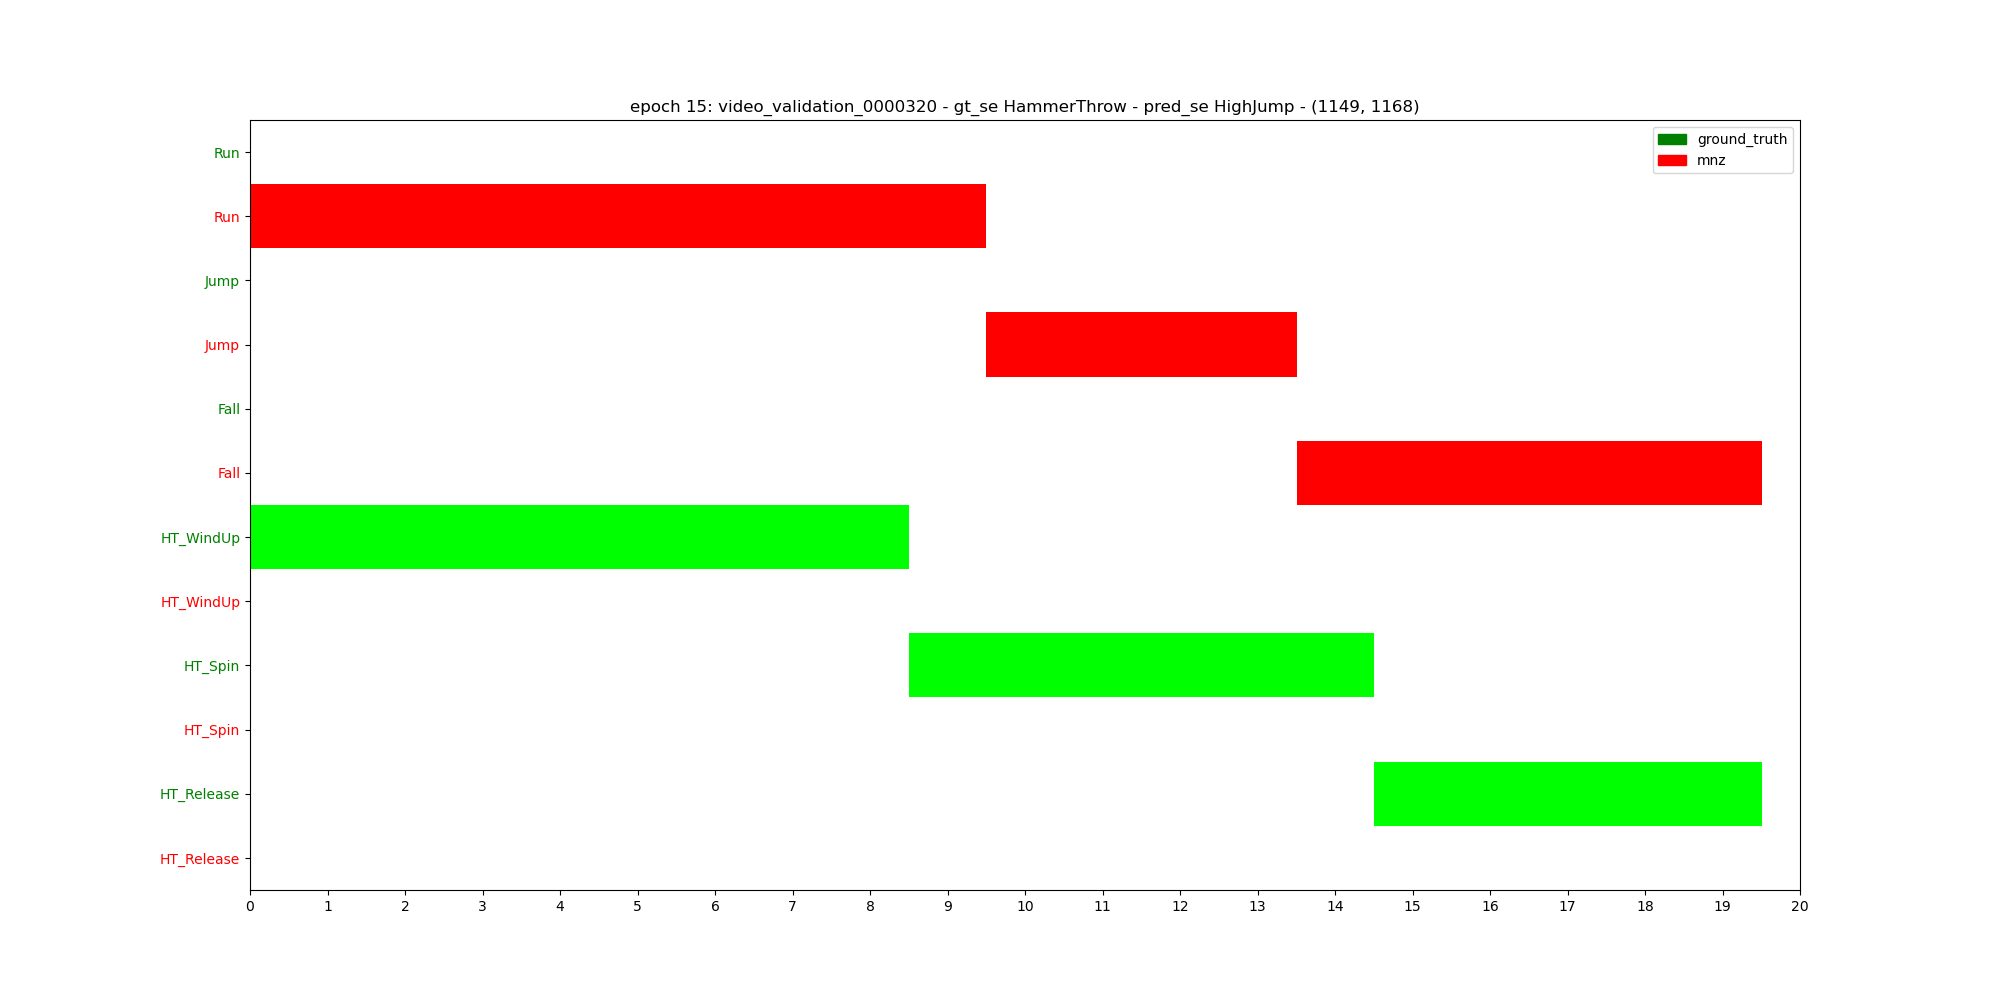 epoch 15: video_validation_0000320 - gt_se HammerThrow - pred_se HighJump - (1149, 1168)
ground_truth
mnz
Run
Run
Jump
Jump
Fall
Fall
HT_WindUp
HT_WindUp
HT_Spin
HT_Spin
HT_Release
HT_Release
0 1 2 3 4 5 6 7 8 9 10 11 12 13 14 15 16 17 18 19 20